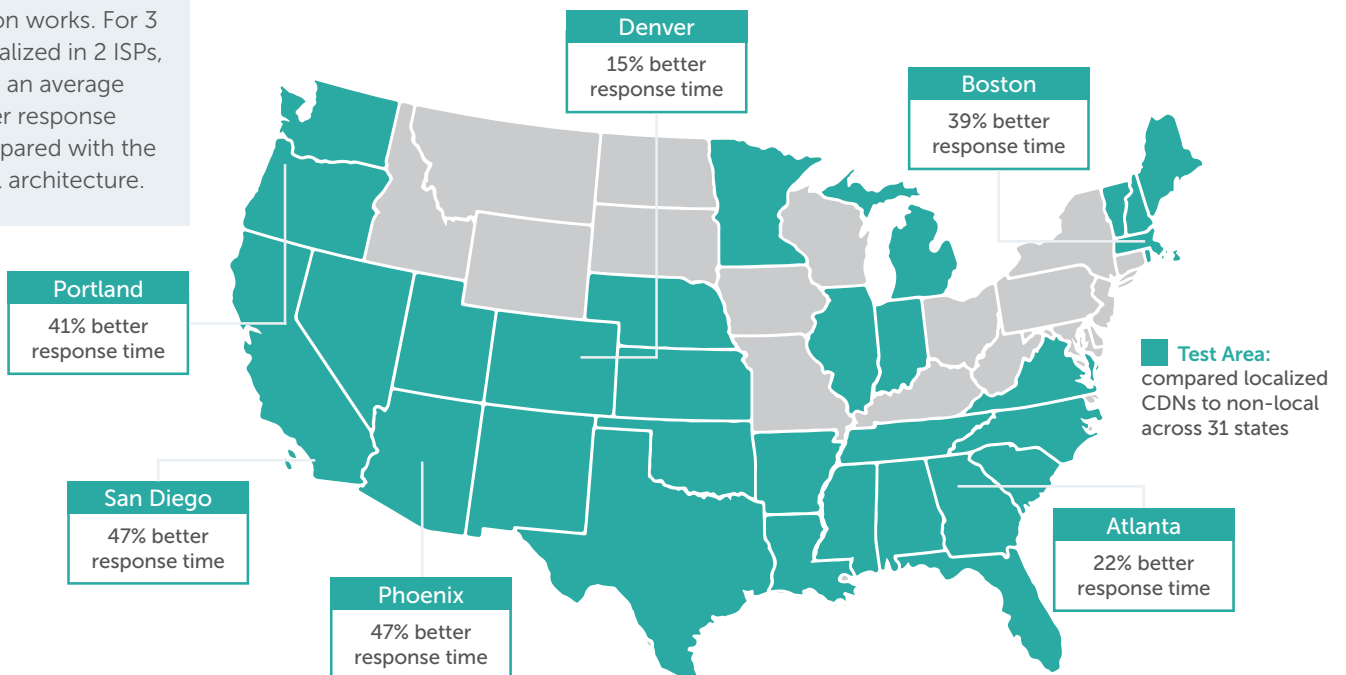 on works. For 3
alized in 2 ISPs,
an average
er response
pared with the
architecture.
Denver
15% better
response time
Boston
39% better
response time
Portland
41% better
response time
Test Area:
compared localized
CDNs to non-local
across 31 states
San Diego
47% better
response time
Atlanta
22% better
response time
Phoenix
47% better
response time